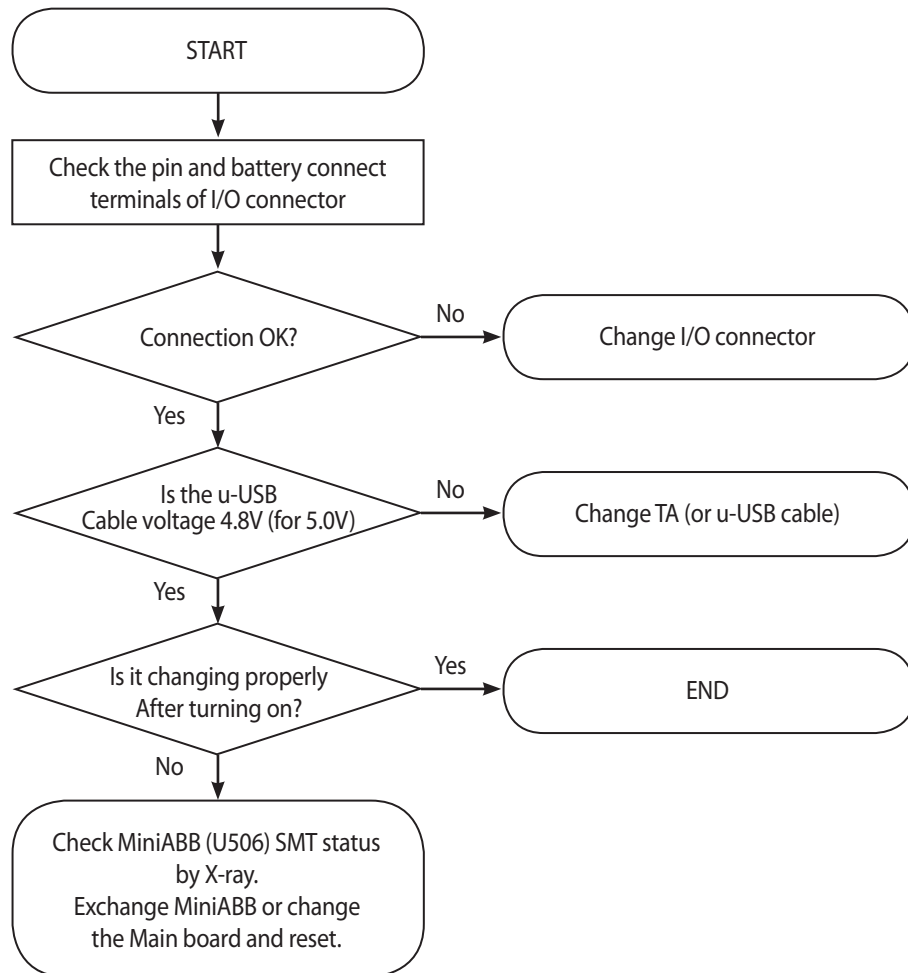 START
Check the pin and battery connect
terminals of I/O connector
Connection OK?
No
Change I/O connector
Yes
Is the u-USB
Cable voltage 4.8V (for 5.0V)
No
Change TA (or u-USB cable)
Yes
Is it changing properly
After turning on?
Yes
END
No
Check MiniABB (U506) SMT status
by X-ray.
Exchange MiniABB or change
the Main board and reset.